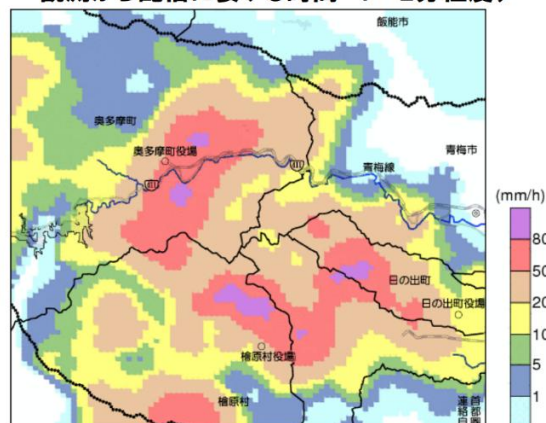 飯能市
奥多摩町
奥多摩町役場
青梅線
青梅市
(mm/h)
80
50
20
10
5
1
日の出町
日の出町役場
檜原村役場
檜原村